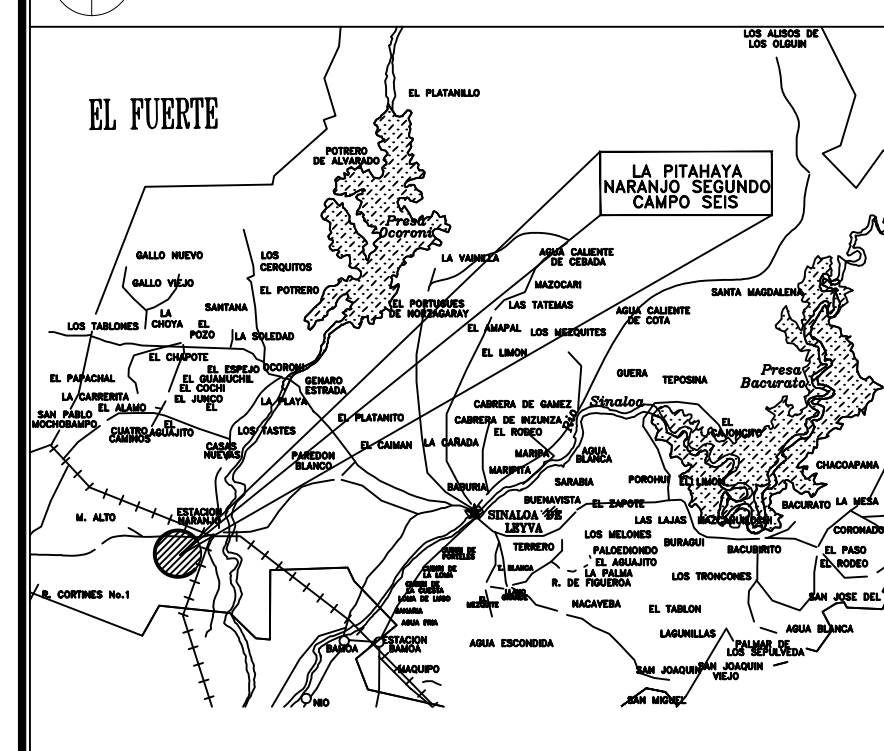 LOS ALISOS DE
LOS OLGUIN
EL PLATANILLO
EL FUERTE
POTRERO
DE ALVARADO
LA PITAHAYA
NARANJO SEGUNDO
CAMPO SEIS
Presa
Ocoroni
GALLO NUEVO
LOS
CERQUITOS
LA VAINILLA
AGUA CALIENTE
DE CEBADA
GALLO VIEJO
EL POTRERO
MAZOCARI
SANTA MAGDALENA
SANTANA
EL PORTUGUES
DE NORZAGARAY
LAS TATEMAS
AGUA CALIENTE
DE COTA
LA
CHOYA
LOS TABLONES
EL
POZO
LA SOLEDAD
EL AMAPAL
LOS MEZQUITES
EL CHAPOTE
EL LIMON
EL ESPEJO
OCORONI
EL PAPACHAL
EL GUAMUCHIL
EL COCHI
GENARO
ESTRADA
GUERA
TEPOSINA
Presa
Bacurato
LA CARRERITA
EL JUNCO
EL
LA PLAYA
Rio
Sinaloa
EL ALAMO
CABRERA DE GAMEZ
SAN PABLO
MOCHOBAMPO
EL PLATANITO
CABRERA DE INZUNZA
EL
CAJONCITO
CUATRO
CAMINOS
EL
AGUAJITO
LOS TASTES
EL RODEO
CASAS
NUEVAS
EL CAIMAN
LA CAÑADA
PAREDON
BLANCO
MARIPA
AGUA
BLANCA
MARIPITA
CHACOAPANA
BABURIA
SARABIA
POROHUI
EL LIMON
BUENAVISTA
EL ZAPOTE
BACURATO
LA MESA
M. ALTO
ESTACION
NARANJO
SINALOA DE
LEYVA
LAS LAJAS
CORONADO
LOS MELONES
BURAGUI
TERRERO
PALOEDIONDO
BACUBIRITO
EL PASO
EL AGUAJITO
EL RODEO
T. BLANCA
LA PALMA
LOS TRONCONES
R. DE FIGUEROA
R. CORTINES No.1
LOMA DE LUGO
SAN JOSE DEL
NACAVEBA
EL TABLON
AGUA FRIA
LAGUNILLAS
AGUA BLANCA
BAMOA
ESTACION
BAMOA
AGUA ESCONDIDA
PALMAR DE
LOS SEPULVEDA
MAQUIPO
SAN JOAQUIN
SAN JOAQUIN
VIEJO
NIO
SAN MIGUEL